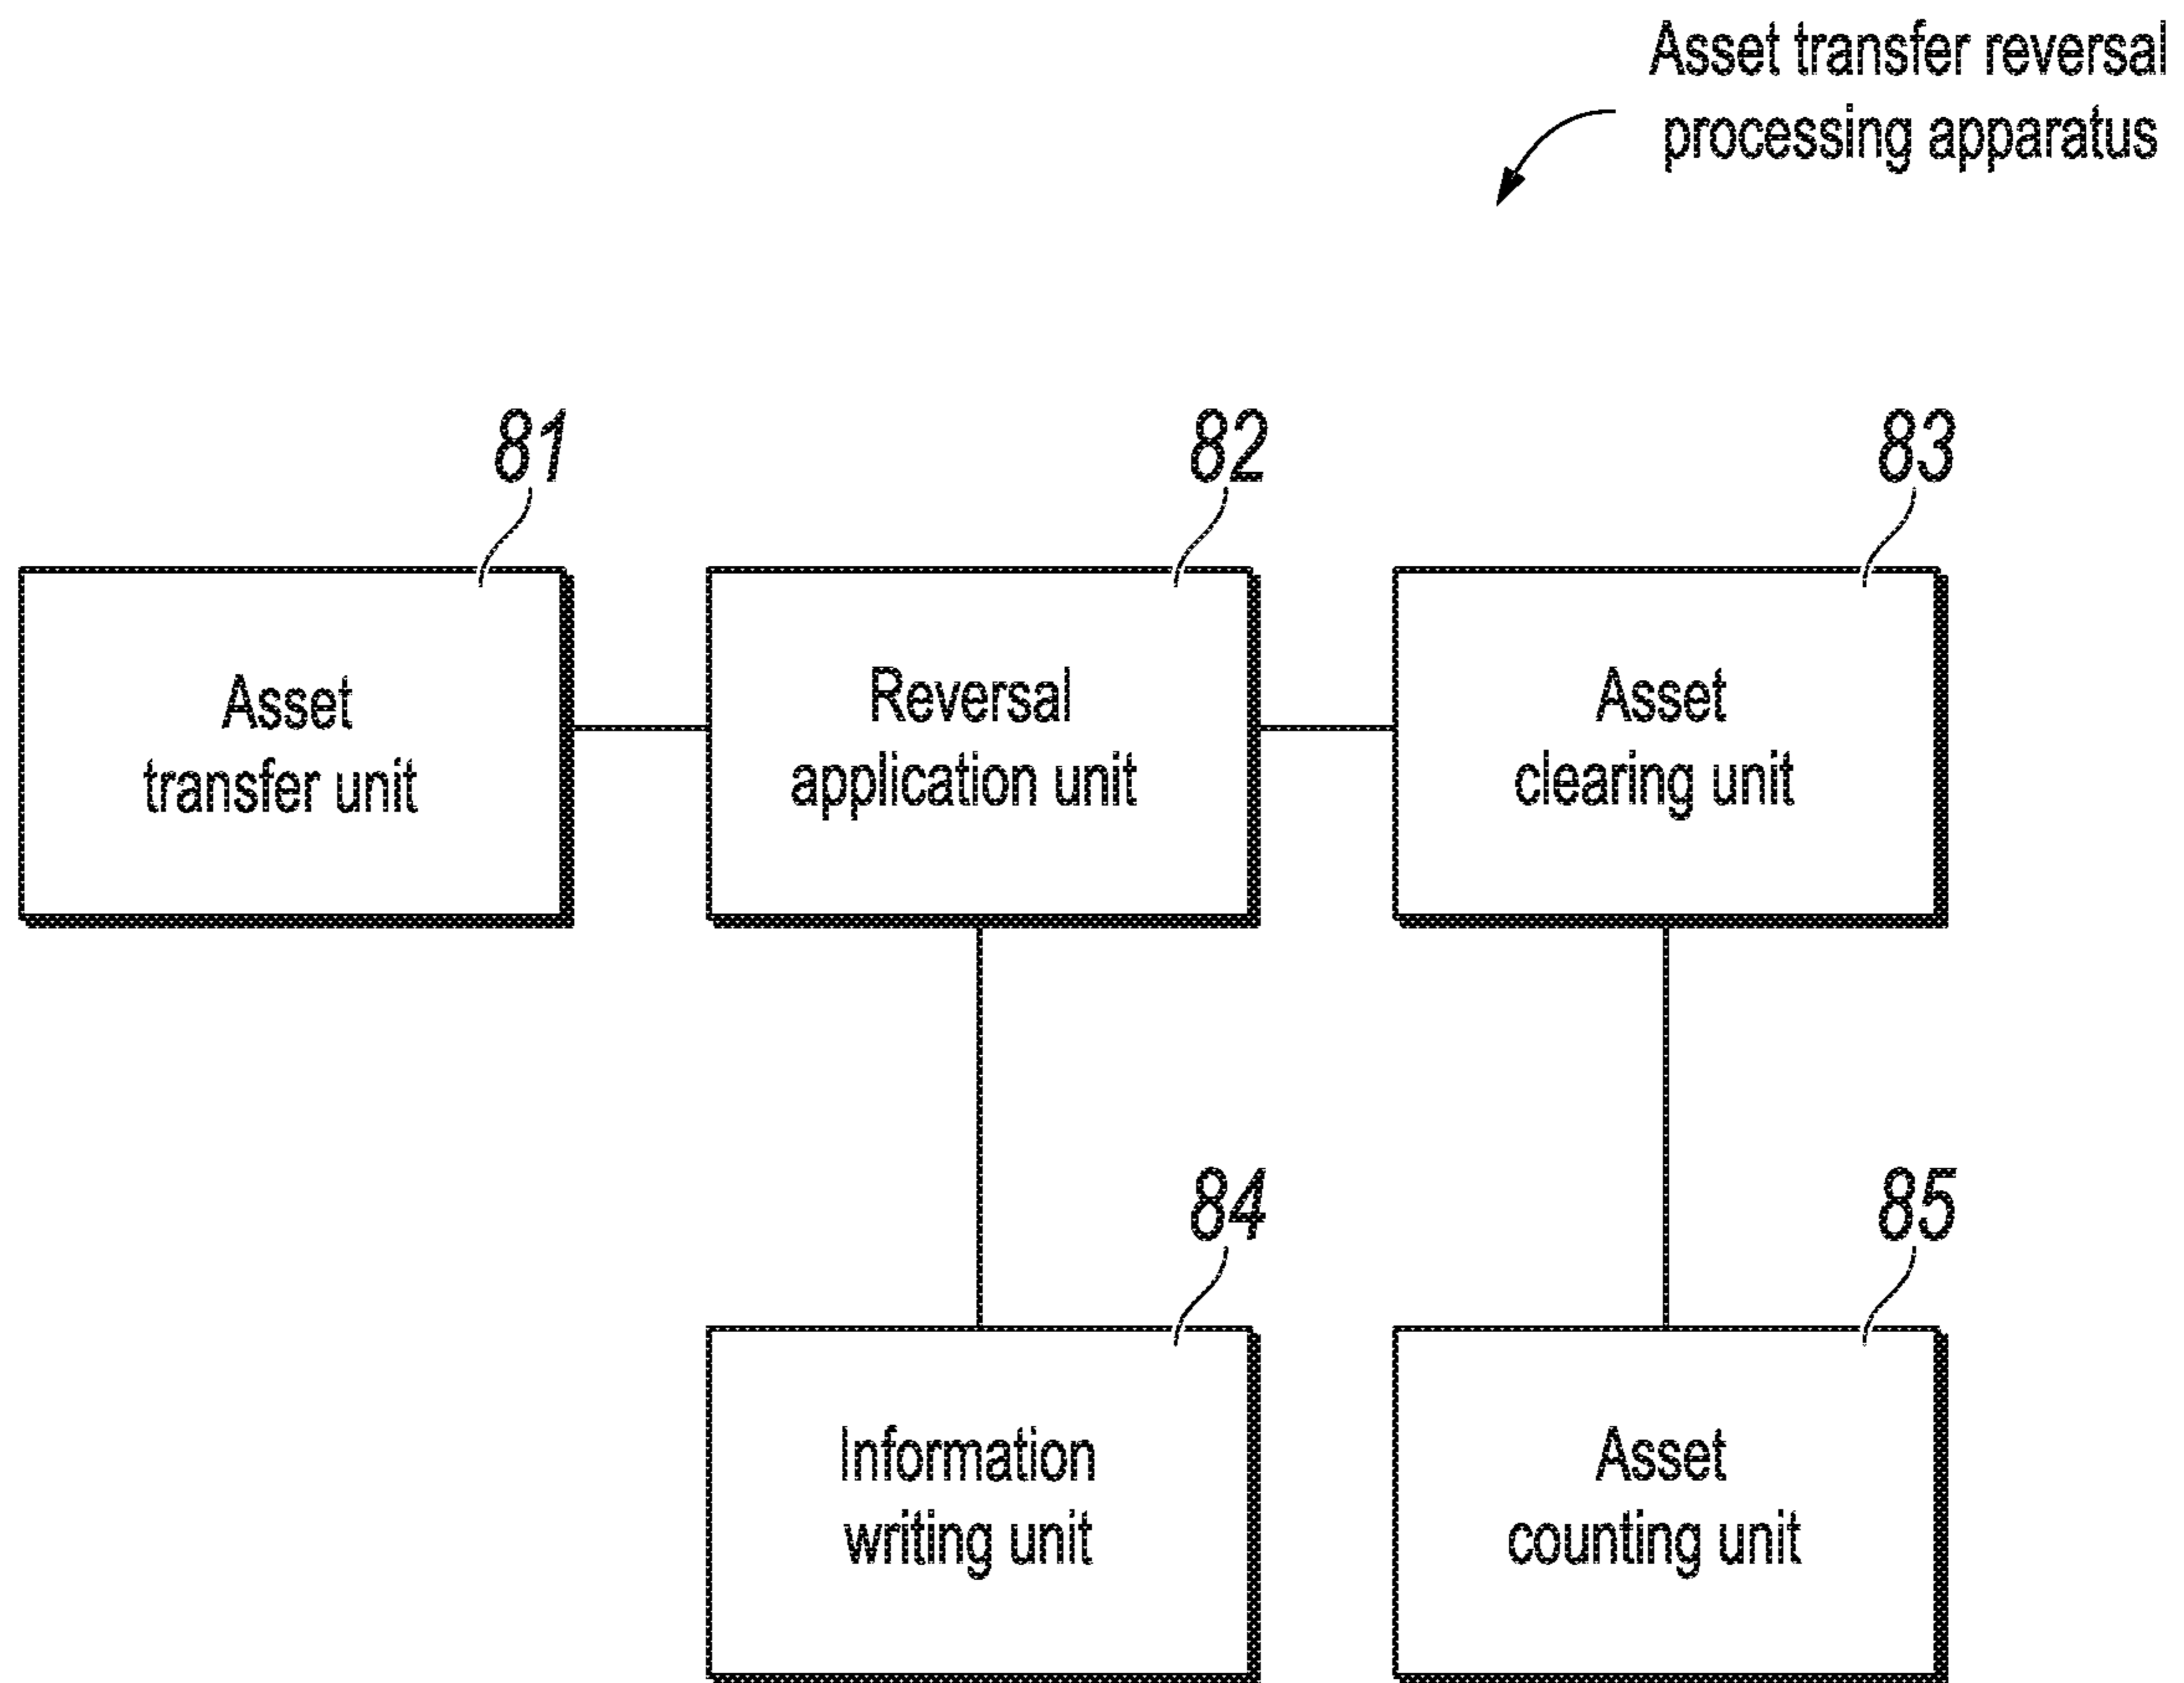 Asset transfer reversal
processing apparatus
81
82
83
Asset
transfer unit
Reversal
application unit
Asset
clearing unit
84
85
Information
writing unit
Asset
counting unit